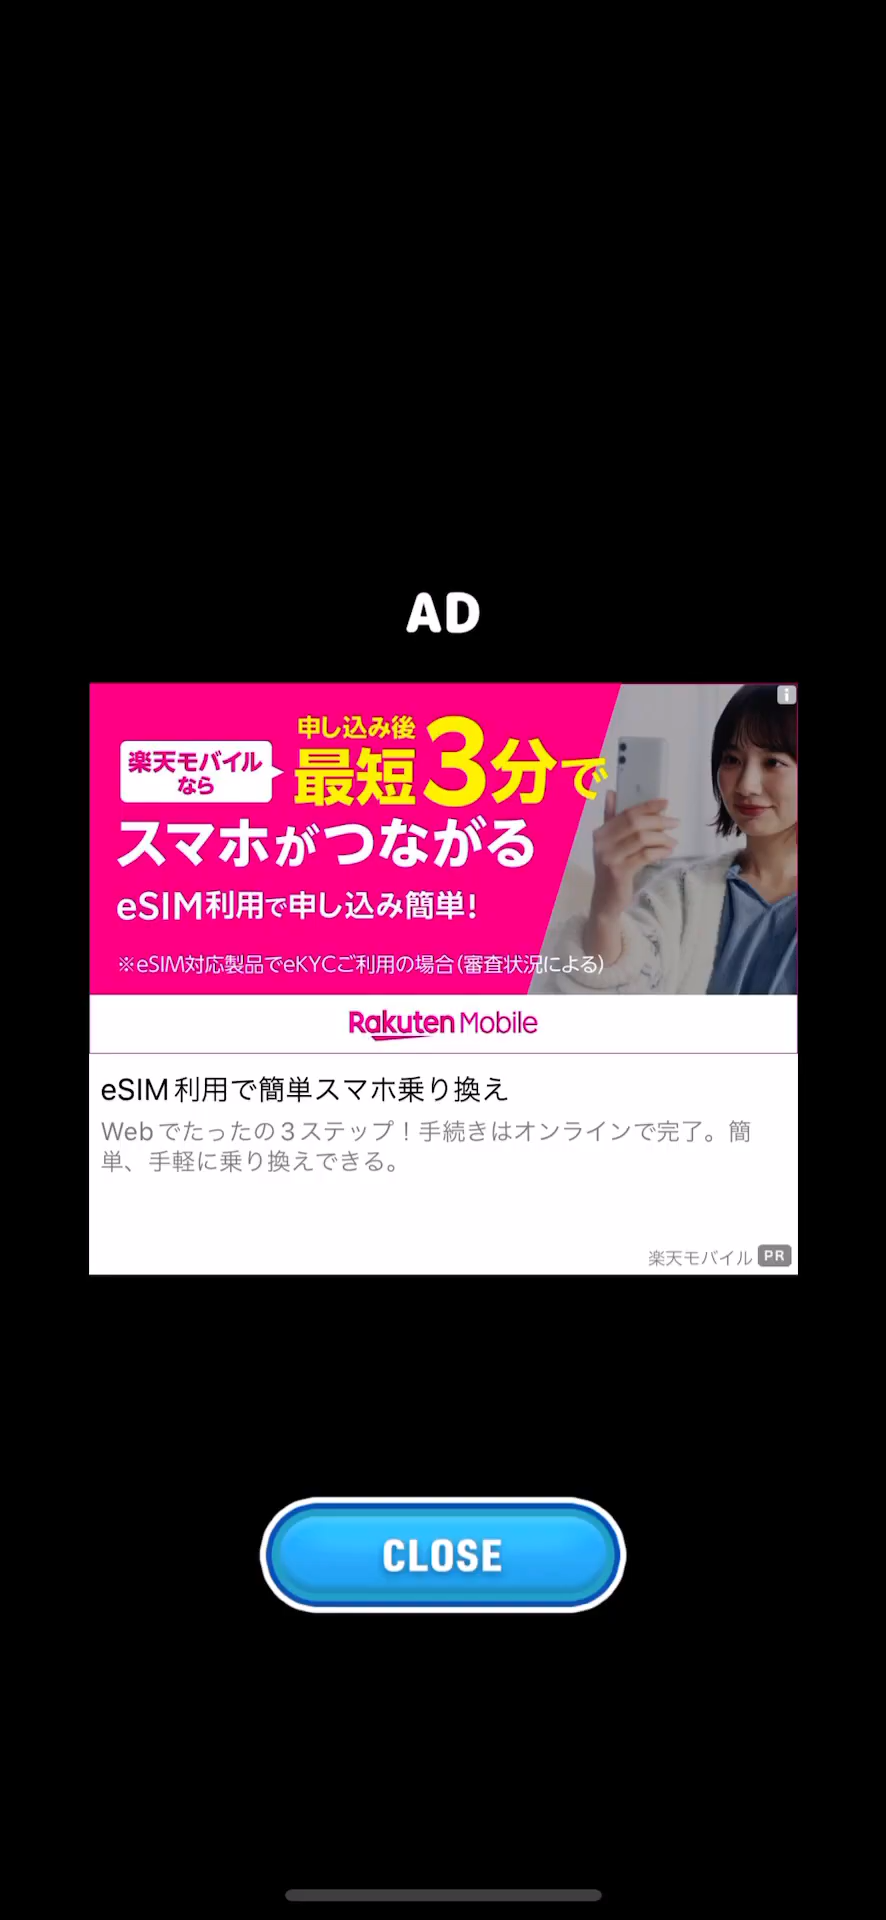 AD
申し込み後
楽天モバイル
なら
最短3分で
スマホがつながる
eSIM利用で申し込み簡単!
※eSIM対応製品でeKYCご利用の場合(審査状況による)
Rakuten Mobile
eSIM利用で簡単スマホ乗り換え
Webでたったの3ステップ！手続きはオンラインで完了。簡
単、手軽に乗り換えできる。
楽天モバイル PR
CLOSE